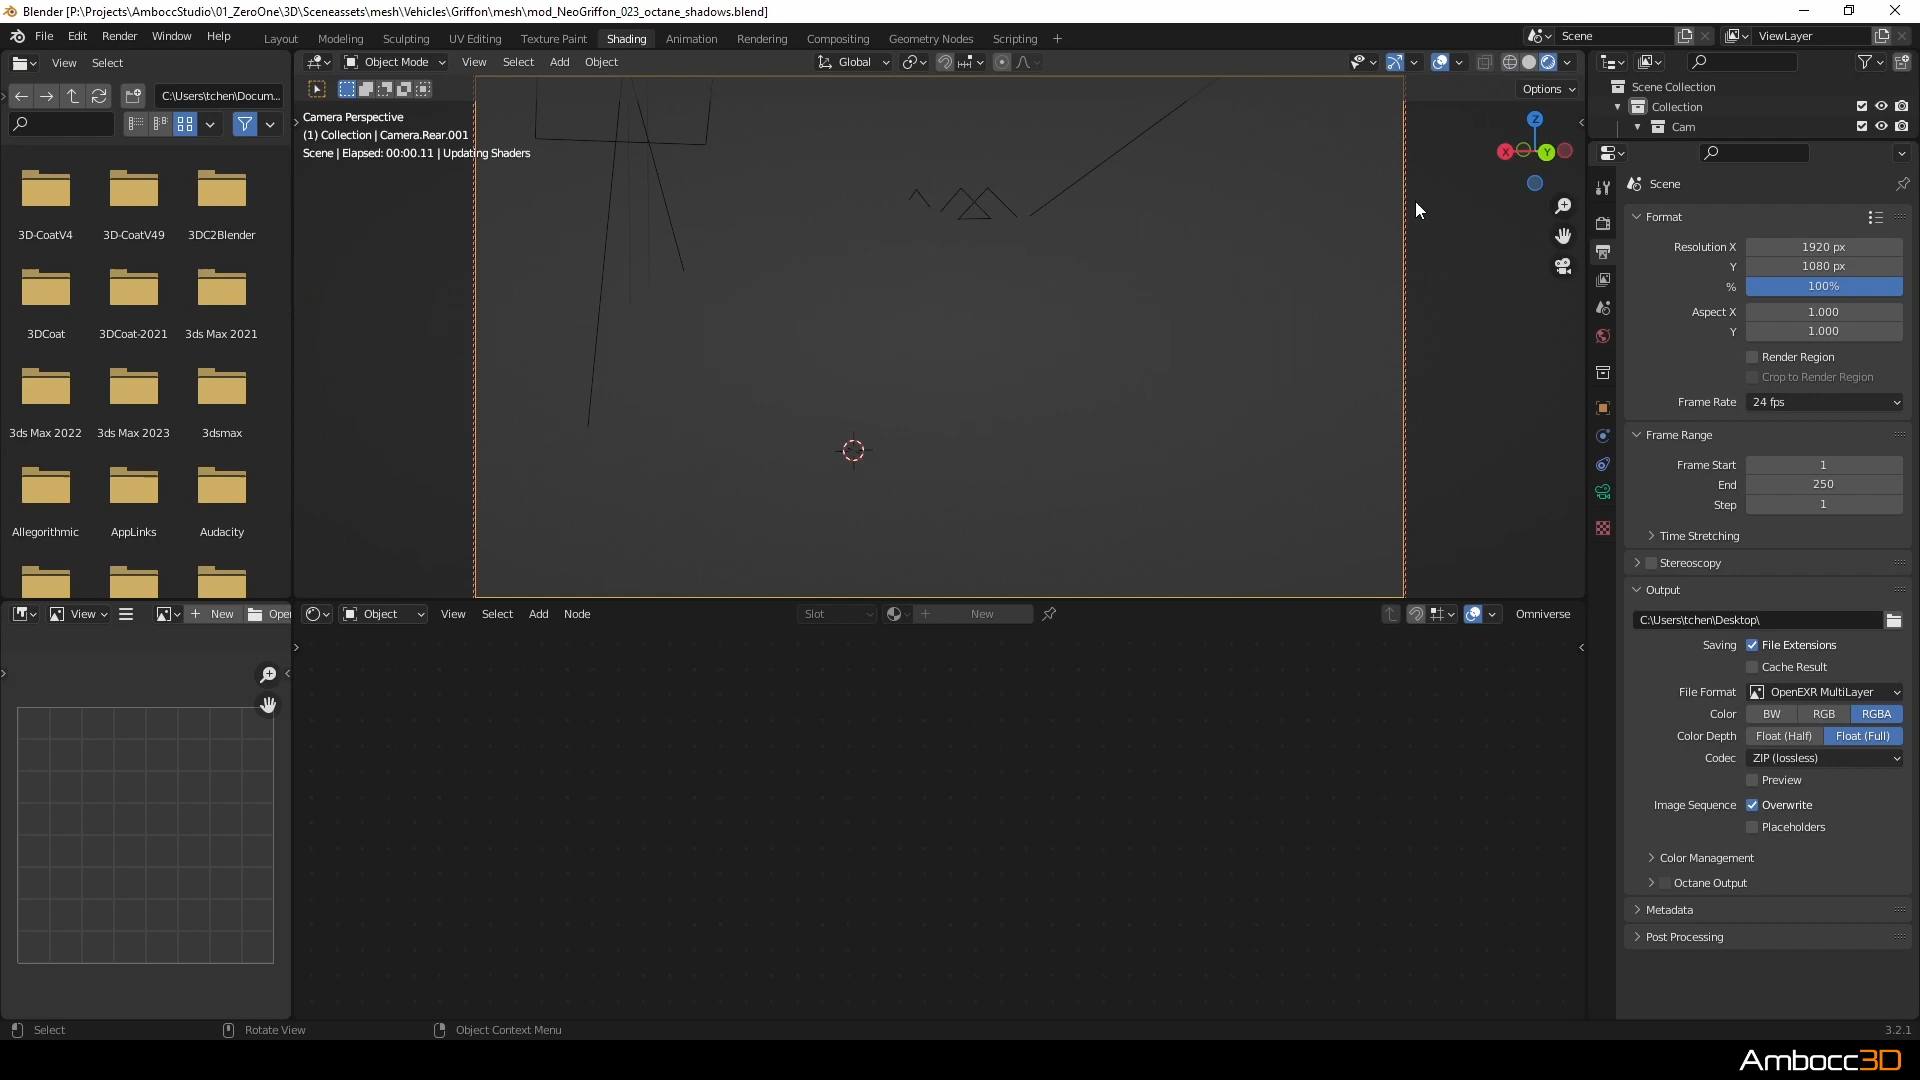 Blender [P:\Projects\AmboccStudio\01_ZeroOne\3D\Sceneassets\mesh\Vehicles\Griffon\mesh\mod_NeoGriffon_023_octane_shadows.blend]
File Edit Render Window Help Layout Modeling Sculpting UV Editing Texture Paint Shading Animation Rendering Compositing Geometry Nodes Scripting + Scene ViewLayer
View Select
Object Mode View Select Add Object Global
C:\Users\tchen\Docum...
Options
Camera Perspective
(1) Collection | Camera.Rear.001
Scene | Elapsed: 00:00.11 | Updating Shaders
Z
X
Y
3D-CoatV4 3D-CoatV49 3DC2Blender
3DCoat 3DCoat-2021 3ds Max 2021
3ds Max 2022 3ds Max 2023 3dsmax
Allegorithmic AppLinks Audacity
View + New Open
Object View Select Add Node Slot + New Omniverse
Scene Collection
Collection
Cam
Scene
Format
Resolution X 1920 px
Y 1080 px
% 100%
Aspect X 1.000
Y 1.000
Render Region
Crop to Render Region
Frame Rate 24 fps
Frame Range
Frame Start 1
End 250
Step 1
Time Stretching
Stereoscopy
Output
C:\Users\tchen\Desktop\
Saving File Extensions
Cache Result
File Format OpenEXR MultiLayer
Color BW RGB RGBA
Color Depth Float (Half) Float (Full)
Codec ZIP (lossless)
Preview
Image Sequence Overwrite
Placeholders
Color Management
Octane Output
Metadata
Post Processing
Select Rotate View Object Context Menu 3.2.1
Ambocc3D